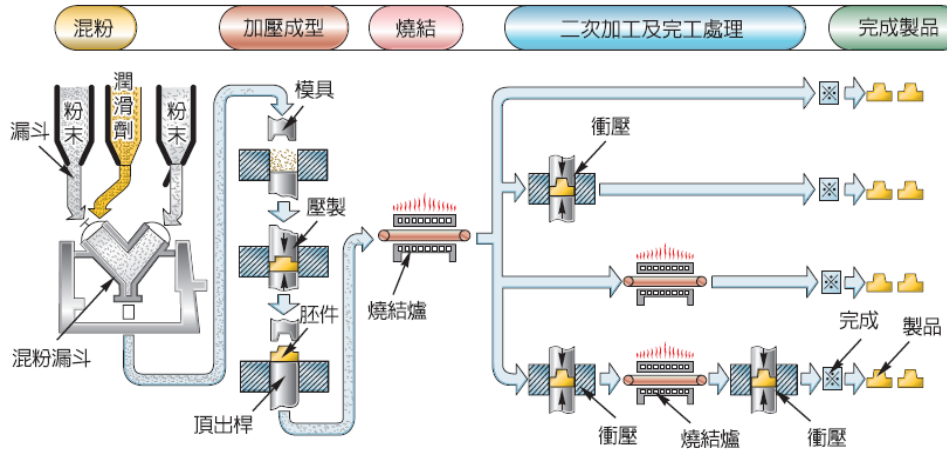 混粉
加壓成型
燒結
二次加工及完工處理
完成製品
粉末
潤滑劑
粉末
漏斗
混粉漏斗
模具
壓製
胚件
頂出桿
燒結爐
衝壓
※
※
※
完成
製品
※
衝壓
燒結爐
衝壓